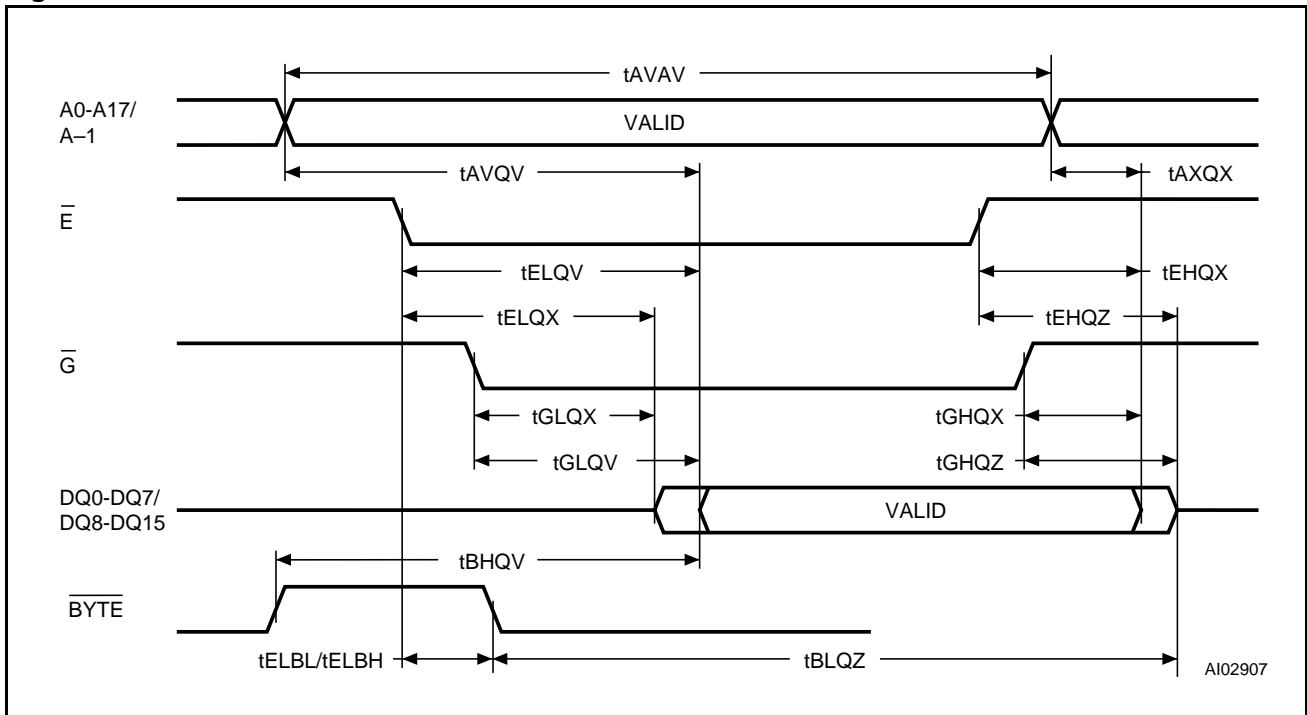 tAVAV
A0-A17/
A–1
VALID
tAVQV
tAXQX
E
tELQV
tEHQX
tELQX
tEHQZ
G
tGLQX
tGHQX
tGLQV
tGHQZ
DQ0-DQ7/
DQ8-DQ15
VALID
tBHQV
BYTE
tELBL/tELBH
tBLQZ
AI02907